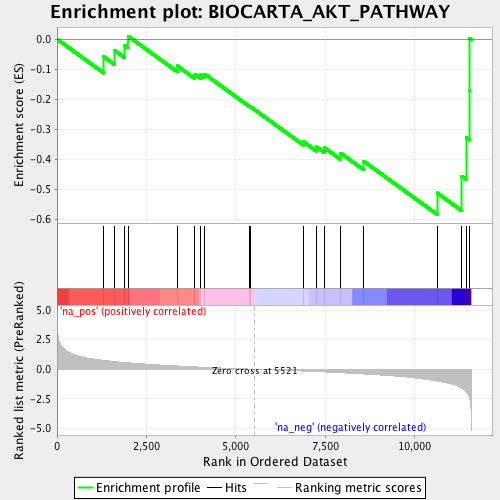 Enrichment plot: BIOCARTA_AKT_PATHWAY
Enrichment score (ES)
0.0
-0.1
-0.2
-0.3
-0.4
-0.5
-0.6
Ranked list metric (PreRanked)
5.0
2.5
0.0
-2.5
-5.0
'na_pos' (positively correlated)
Zero cross at 5521
'na_neg' (negatively correlated)
0
2,500
5,000
7,500
10,000
Rank in Ordered Dataset
Enrichment profile
Hits
Ranking metric scores